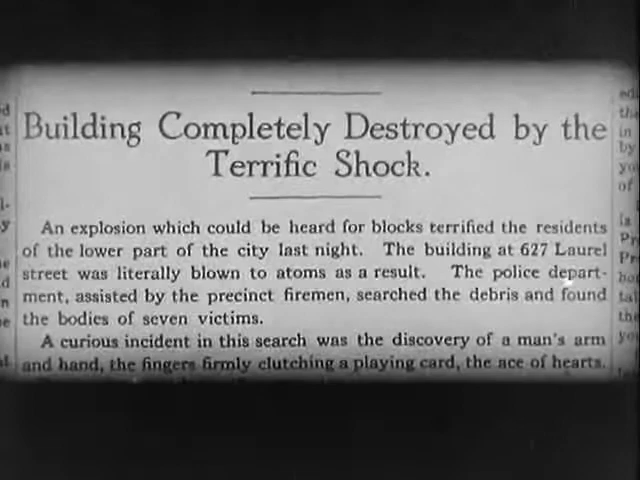 Building Completely Destroyed by the
Terrific Shock.
An explosion which could be heard for blocks terrified the residents
of the lower part of the city last night. The building at 627 Laurel
street was literally blown to atoms as a result. The police depart-
ment, assisted by the precinct firemen, searched the debris and found
the bodies of seven victims.
A curious incident in this search was the discovery of a man's arm
and hand, the fingers firmly clutching a playing card, the ace of hearts.